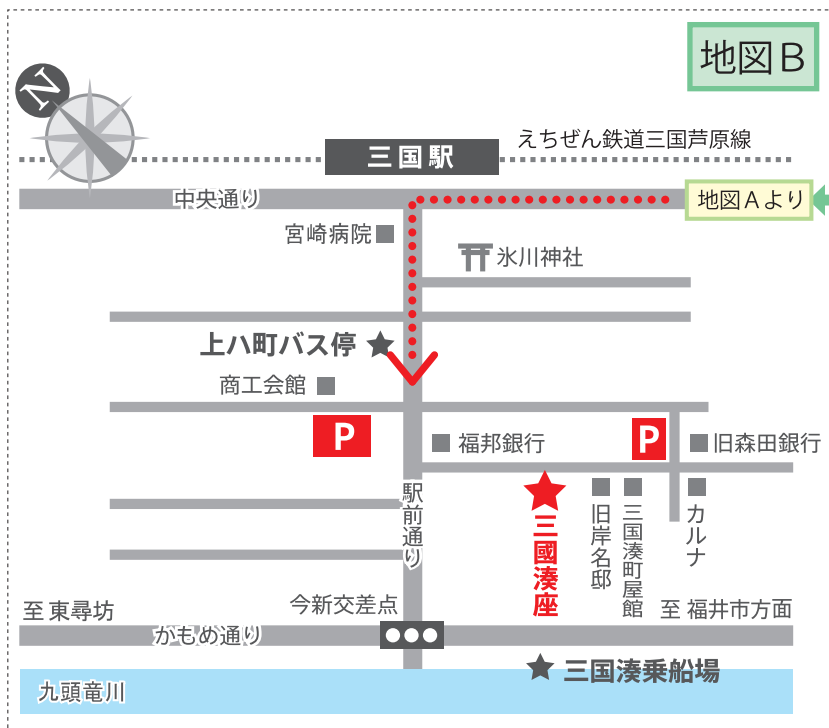 地図B
N
三国駅
えちぜん鉄道三国芦原線
中央通り
地図Aより
宮崎病院
氷川神社
上ハ町バス停
商工会館
P
福邦銀行
P
旧森田銀行
駅前通り
三國湊座
旧岸名邸
三国湊町屋館
カルナ
至 東尋坊
今新交差点
至 福井市方面
かもめ通り
三国湊乗船場
九頭竜川